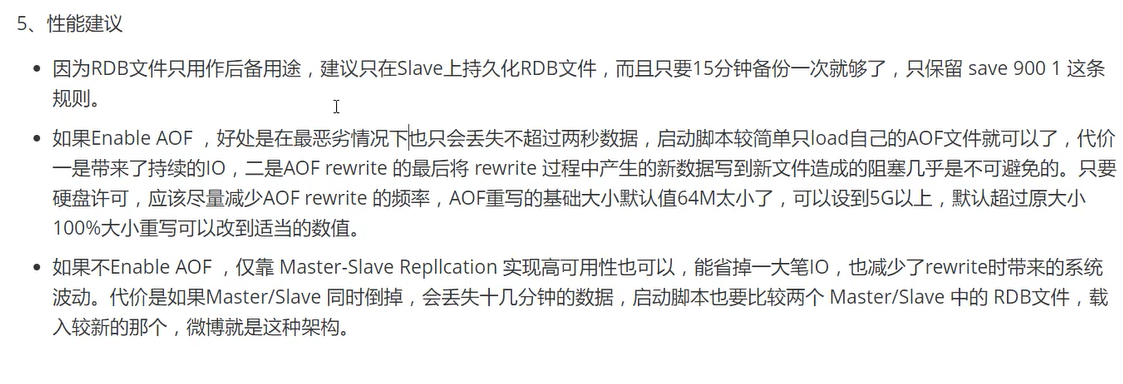 5、性能建议
因为RDB文件只用作后备用途，建议只在Slave上持久化RDB文件，而且只要15分钟备份一次就够了，只保留 save 900 1 这条
规则。
如果Enable AOF ，好处是在最恶劣情况下也只会丢失不超过两秒数据，启动脚本较简单只load自己的AOF文件就可以了，代价
一是带来了持续的IO，二是AOF rewrite 的最后将 rewrite 过程中产生的新数据写到新文件造成的阻塞几乎是不可避免的。只要
硬盘许可，应该尽量减少AOF rewrite 的频率，AOF重写的基础大小默认值64M太小了，可以设到5G以上，默认超过原大小
100%大小重写可以改到适当的数值。
如果不Enable AOF ，仅靠 Master-Slave Repllcation 实现高可用性也可以，能省掉一大笔IO，也减少了rewrite时带来的系统
波动。代价是如果Master/Slave 同时倒掉，会丢失十几分钟的数据，启动脚本也要比较两个 Master/Slave 中的 RDB文件，载
入较新的那个，微博就是这种架构。